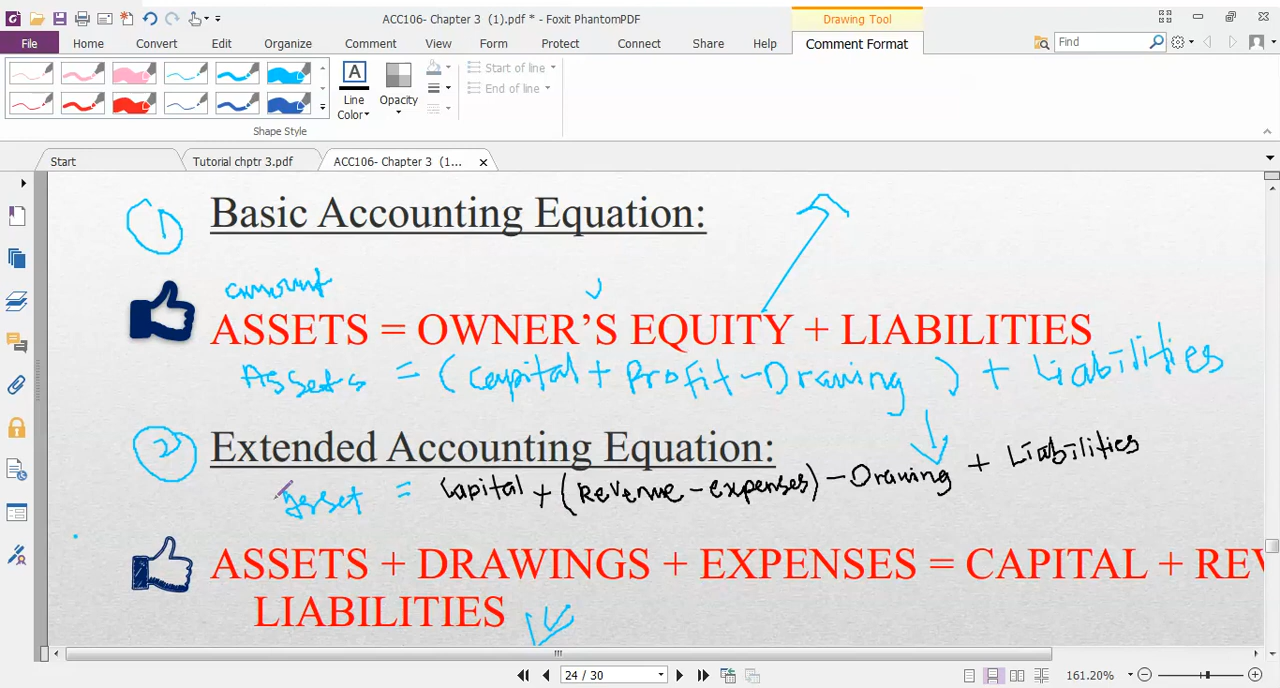 ACC106- Chapter 3 (1).pdf * - Foxit PhantomPDF
Drawing Tool
File Home Convert Edit Organize Comment View Form Protect Connect Share Help Comment Format Find
A Start of line
End of line
Line Color Opacity
Shape Style
Start Tutorial chptr 3.pdf ACC106- Chapter 3 (1...
1 Basic Accounting Equation:
amount
ASSETS = OWNER'S EQUITY + LIABILITIES
Assets = (Capital + Profit - Drawing) + Liabilities
2 Extended Accounting Equation:
Asset = Capital + (Revenue - expenses) - Drawing + Liabilities
ASSETS + DRAWINGS + EXPENSES = CAPITAL + REV
LIABILITIES
24 / 30 161.20%